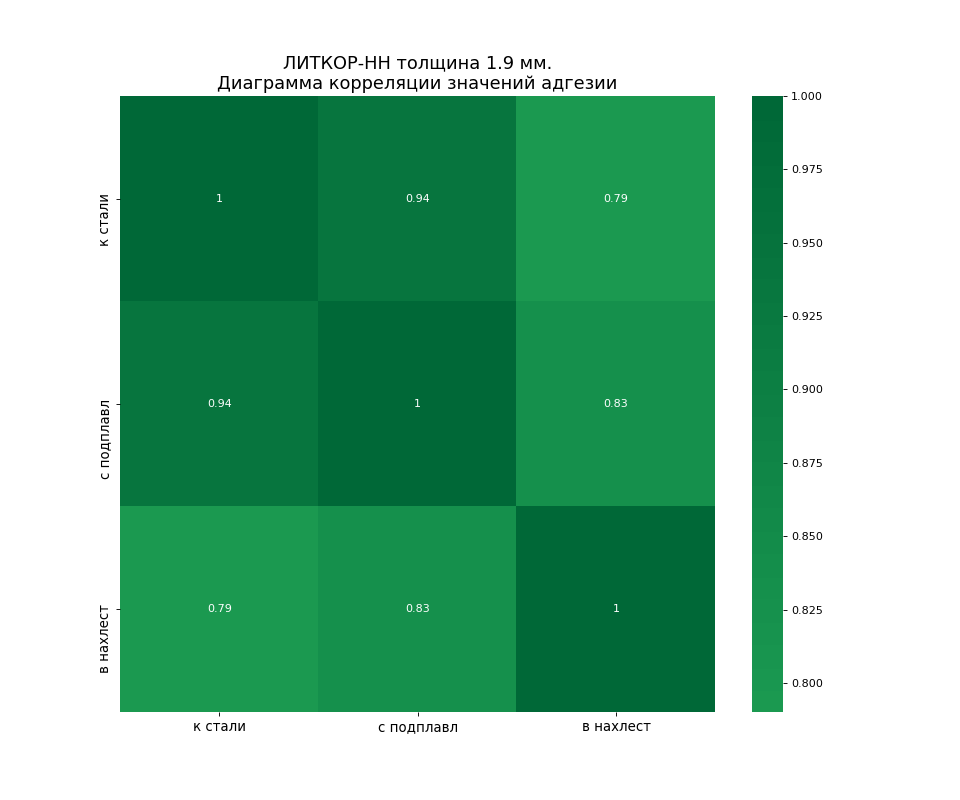 ЛИТКОР-НН толщина 1.9 мм.
Диаграмма корреляции значений адгезии
к стали
1
0.94
0.79
с подплавл
0.94
1
0.83
в нахлест
0.79
0.83
1
к стали
с подплавл
в нахлест
1.000
0.975
0.950
0.925
0.900
0.875
0.850
0.825
0.800